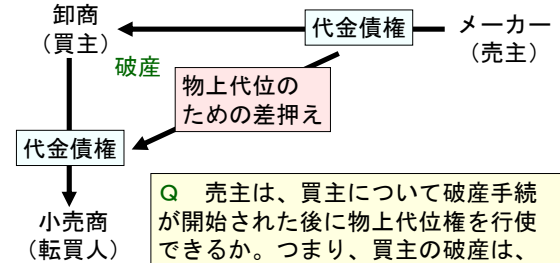 卸商
（買主）
代金債権
メーカー
（売主）
破産
物上代位の
ための差押え
代金債権
小売商
（転買人）
Q　売主は、買主について破産手続
が開始された後に物上代位権を行使
できるか。つまり、買主の破産は、